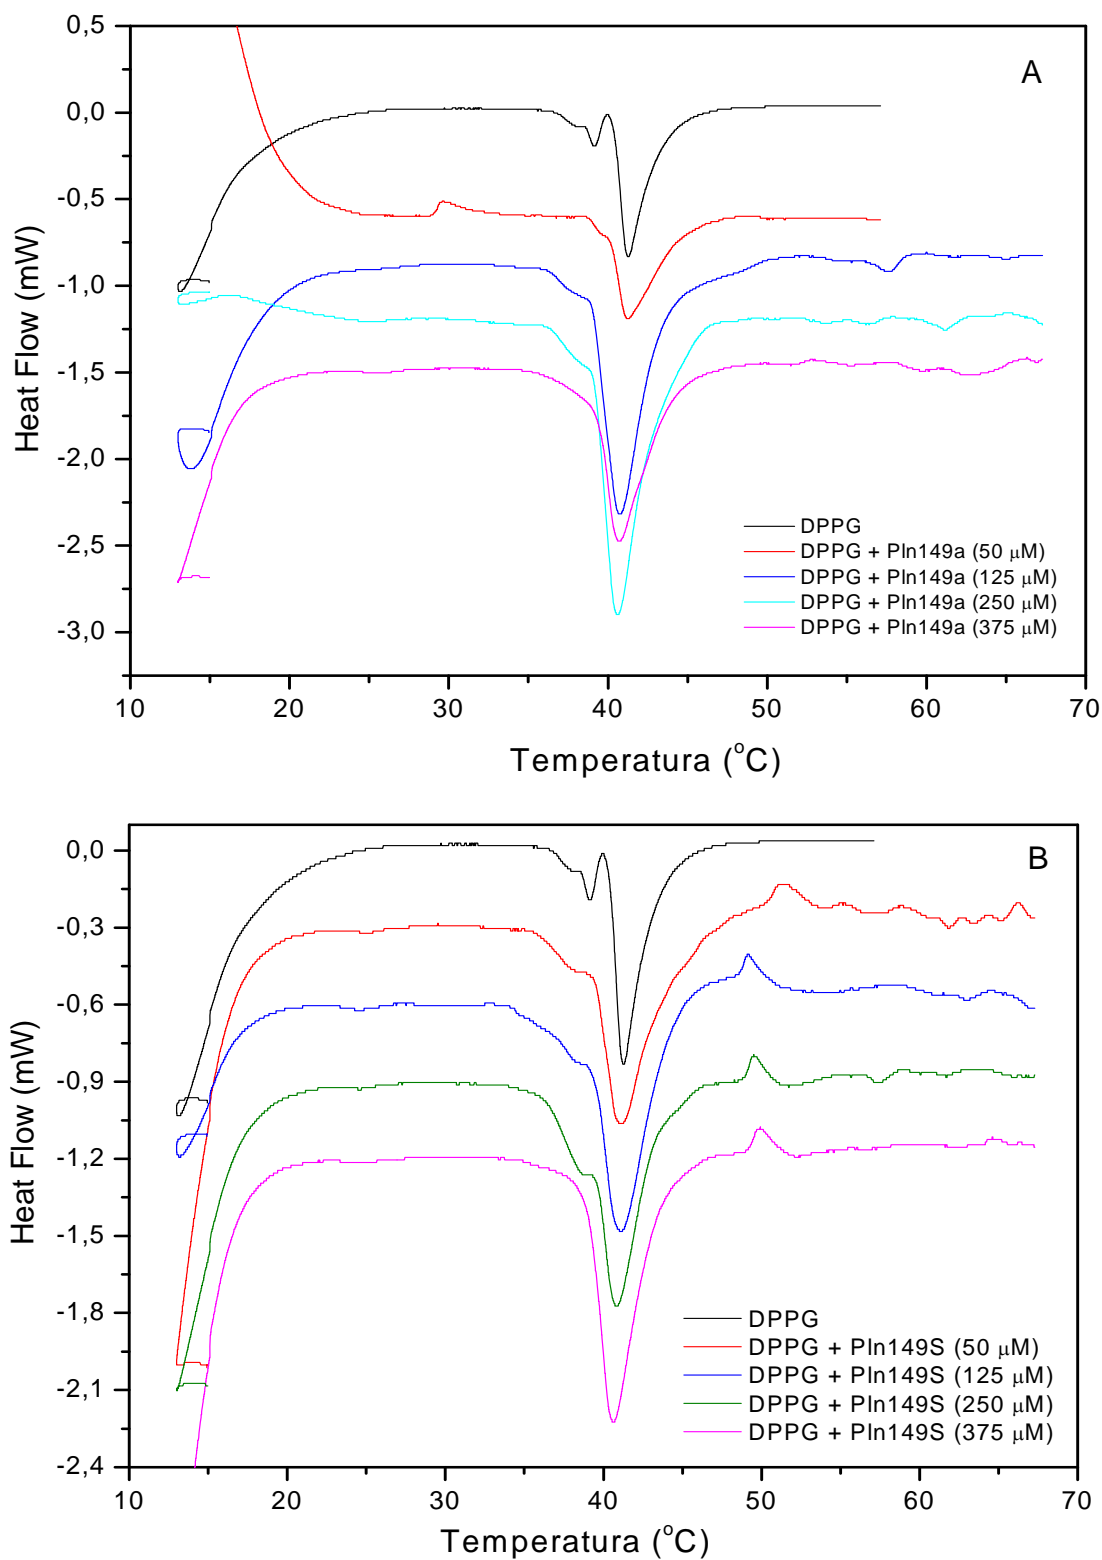 0,5
0,0
-0,5
-1,0
-1,5
-2,0
-2,5
-3,0
Heat Flow (mW)
A
DPPG
DPPG + Pln149a (50 μM)
DPPG + Pln149a (125 μM)
DPPG + Pln149a (250 μM)
DPPG + Pln149a (375 μM)
10 20 30 40 50 60 70
Temperatura (°C)
0,0
-0,3
-0,6
-0,9
-1,2
-1,5
-1,8
-2,1
-2,4
Heat Flow (mW)
B
DPPG
DPPG + Pln149S (50 μM)
DPPG + Pln149S (125 μM)
DPPG + Pln149S (250 μM)
DPPG + Pln149S (375 μM)
10 20 30 40 50 60 70
Temperatura (°C)